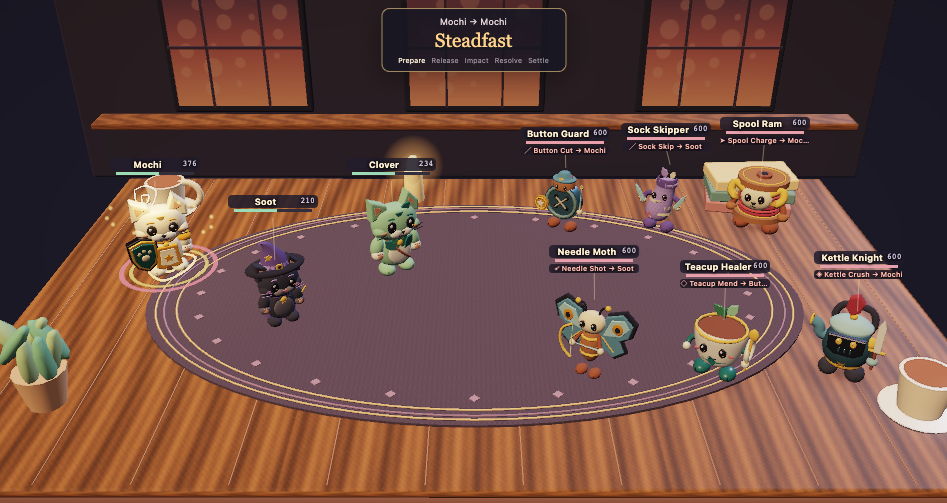 Mochi → Mochi
Steadfast
Prepare Release Impact Resolve Settle
Button Guard 600
Button Cut → Mochi
Sock Skipper 600
Sock Skip → Soot
Spool Ram 600
Spool Charge → Moc...
Mochi 376
Clover 234
Soot 210
Needle Moth 600
Needle Shot → Soot
Teacup Healer 600
Teacup Mend → But...
Kettle Knight 600
Kettle Crush → Mochi